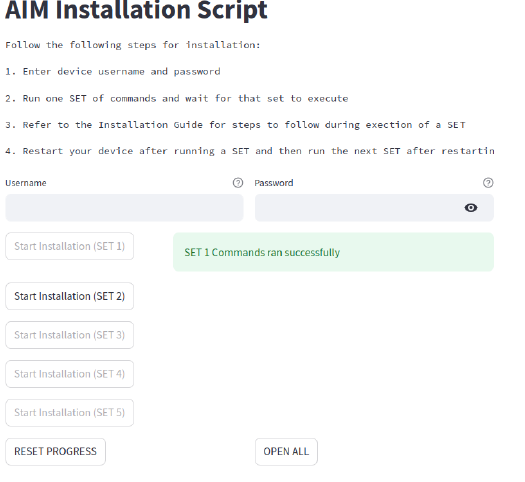 AIM Installation Script
Follow the following steps for installation:
1. Enter device username and password
2. Run one SET of commands and wait for that set to execute
3. Refer to the Installation Guide for steps to follow during exection of a SET
4. Restart your device after running a SET and then run the next SET after restartin
Username Password
Start Installation (SET 1) SET 1 Commands ran successfully
Start Installation (SET 2)
Start Installation (SET 3)
Start Installation (SET 4)
Start Installation (SET 5)
RESET PROGRESS OPEN ALL